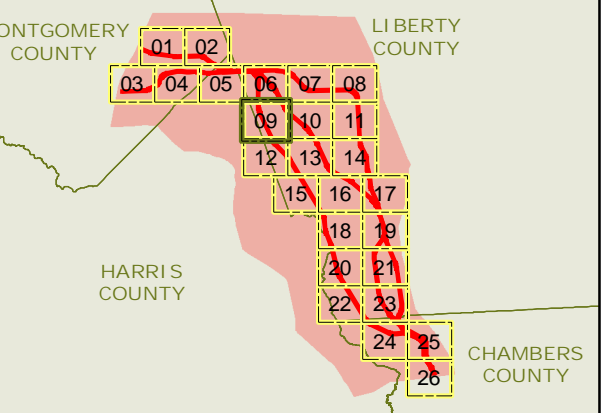 ONTGOMERY
COUNTY
LIBERTY
COUNTY
01 02
03 04 05 06 07 08
09 10 11
12 13 14
15 16 17
18 19
20 21
22 23
24 25
26
HARRIS
COUNTY
CHAMBERS
COUNTY